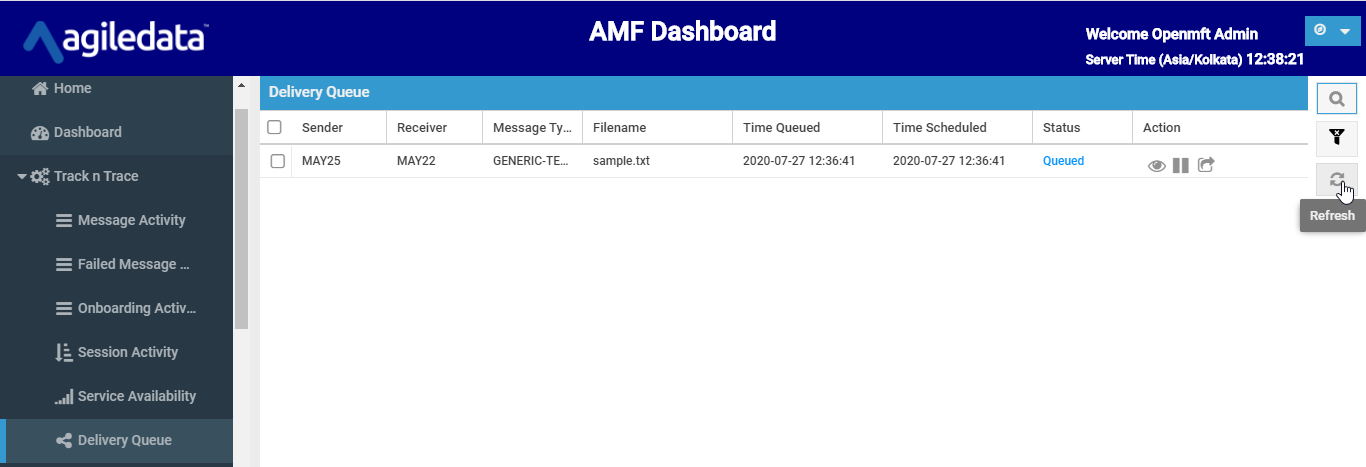 agiledata™
AMF Dashboard
Welcome Openmft Admin
Server Time (Asia/Kolkata) 12:38:21
Home
Dashboard
Track n Trace
Message Activity
Failed Message ...
Onboarding Activ...
Session Activity
Service Availability
Delivery Queue
Delivery Queue
Sender Receiver Message Ty... Filename Time Queued Time Scheduled Status Action
MAY25 MAY22 GENERIC-TE... sample.txt 2020-07-27 12:36:41 2020-07-27 12:36:41 Queued
Refresh